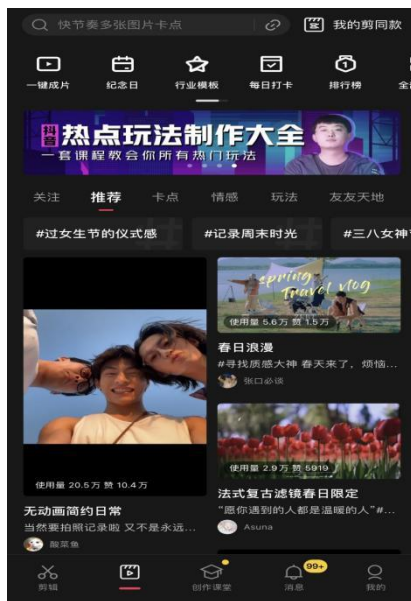 快节奏多张图片卡点
我的剪同款
一键成片 纪念日 行业模板 每日打卡 排行榜
抖音热点玩法制作大全
一套课程教会你所有热门玩法
关注 推荐 卡点 情感 玩法 友友天地
#过女生节的仪式感 #记录周末时光 #三八女神
使用量 20.5万 赞 10.4万
无动画简约日常
当然要拍照记录啦 又不是永远...
酸菜鱼
Spring
Travel Vlog
使用量 5.6万 赞 1.5万
春日浪漫
#寻找质感大神 春天来了，烦恼...
张口必谈
使用量 2.9万 赞 5919
法式复古滤镜春日限定
“愿你遇到的人都是温暖的人”#...
Asuna
99+
剪辑 创作课堂 消息 我的